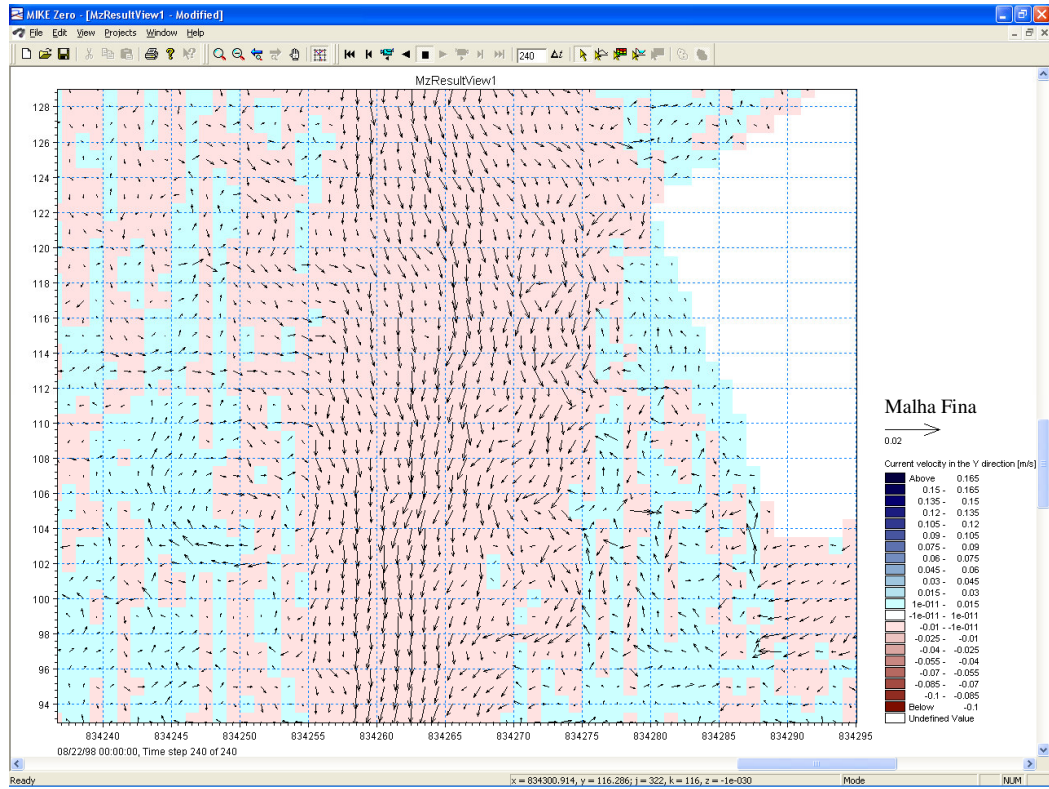 MIKE Zero - [MzResultView1 - Modified]
File Edit View Projects Window Help
240 Δt
MzResultView1
128
126
124
122
120
118
116
114
112
110
108
106
104
102
100
98
96
94
834240 834245 834250 834255 834260 834265 834270 834275 834280 834285 834290 834295
08/22/98 00:00:00, Time step 240 of 240
Malha Fina
0.02
Current velocity in the Y direction [m/s]
Above 0.165
0.15 - 0.165
0.135 - 0.15
0.12 - 0.135
0.105 - 0.12
0.09 - 0.105
0.075 - 0.09
0.06 - 0.075
0.045 - 0.06
0.03 - 0.045
0.015 - 0.03
1e-011 - 0.015
-1e-011 - 1e-011
-0.01 - -1e-011
-0.025 - -0.01
-0.04 - -0.025
-0.055 - -0.04
-0.07 - -0.055
-0.085 - -0.07
-0.1 - -0.085
Below -0.1
Undefined Value
Ready x = 834300.914, y = 116.286; j = 322, k = 116, z = -1e-030 Mode NUM